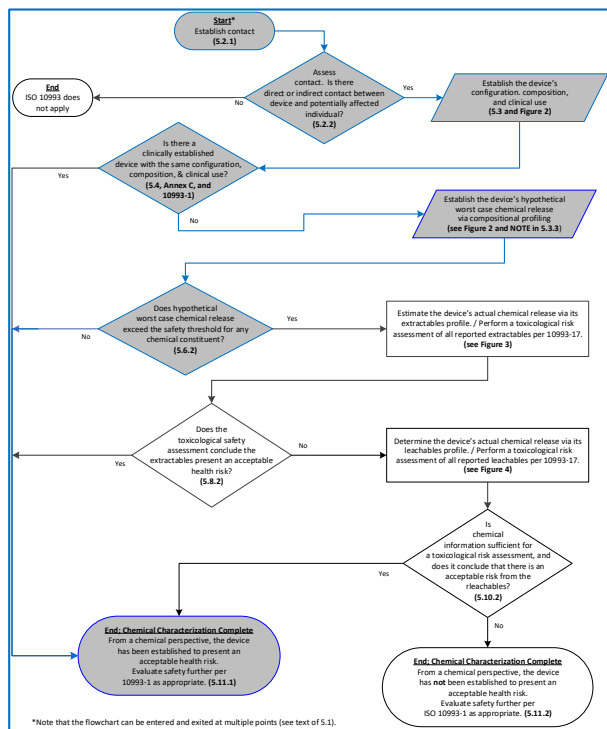 Start*
Establish contact
(5.2.1)
Assess
contact. Is there
direct or indirect contact between
device and potentially affected
individual?
(5.2.2)
No
Yes
End
ISO 10993 does
not apply
Establish the device's
configuration. composition,
and clinical use
(5.3 and Figure 2)
Is there a
clinically established
device with the same configuration,
composition, & clinical use?
(5.4, Annex C, and
10993-1)
Yes
No
Establish the device's hypothetical
worst case chemical release
via compositional profiling
(see Figure 2 and NOTE in 5.3.3)
Does hypothetical
worst case chemical release
exceed the safety threshold for any
chemical constituent?
(5.6.2)
No
Yes
Estimate the device's actual chemical release via its
extractables profile. / Perform a toxicological risk
assessment of all reported extractables per 10993-17.
(see Figure 3)
Does the
toxicological safety
assessment conclude the
extractables present an acceptable
health risk?
(5.8.2)
Yes
No
Determine the device's actual chemical release via its
leachables profile. / Perform a toxicological risk
assessment of all reported leachables per 10993-17.
(see Figure 4)
Is
chemical
information sufficient for
a toxicological risk assessment, and
does it conclude that there is an
acceptable risk from the
rleachables?
(5.10.2)
Yes
No
End: Chemical Characterization Complete
From a chemical perspective, the device
has been established to present an
acceptable health risk.
Evaluate safety further per
10993-1 as appropriate. (5.11.1)
End: Chemical Characterization Complete
From a chemical perspective, the device
has not been established to present an
acceptable health risk.
Evaluate safety further per
ISO 10993-1 as appropriate. (5.11.2)
*Note that the flowchart can be entered and exited at multiple points (see text of 5.1).